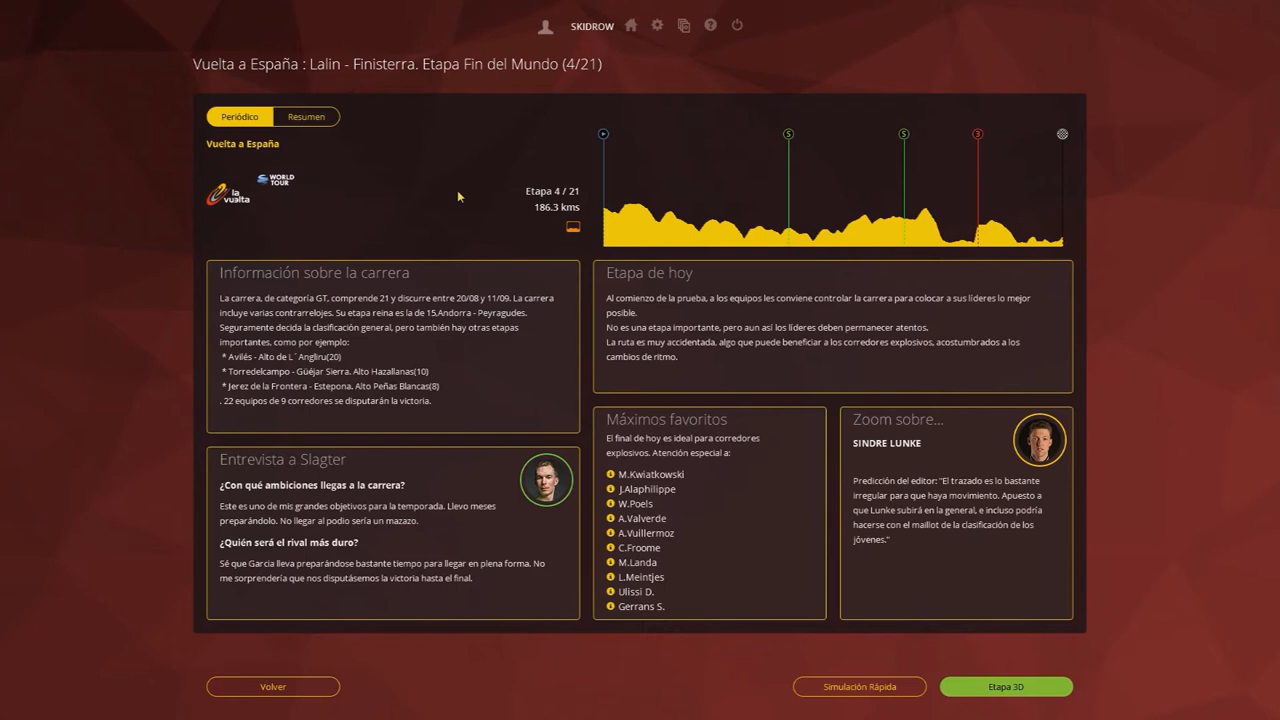 SKIDROW
Vuelta a España : Lalin - Finisterra. Etapa Fin del Mundo (4/21)
Periódico
Resumen
Vuelta a España
la vuelta
WORLD TOUR
Etapa 4 / 21
186.3 kms
S
S
3
Información sobre la carrera
La carrera, de categoría GT, comprende 21 y discurre entre 20/08 y 11/09. La carrera
incluye varias contrarrelojes. Su etapa reina es la de 15,Andorra - Peyragudes.
Seguramente decida la clasificación general, pero también hay otras etapas
importantes, como por ejemplo:
* Avilés - Alto de L´Angliru(20)
* Torredelcampo - Güéjar Sierra. Alto Hazallanas(10)
* Jerez de la Frontera - Estepona. Alto Peñas Blancas(8)
. 22 equipos de 9 corredores se disputarán la victoria.
Etapa de hoy
Al comienzo de la prueba, a los equipos les conviene controlar la carrera para colocar a sus líderes lo mejor
posible.
No es una etapa importante, pero aun así los líderes deben permanecer atentos.
La ruta es muy accidentada, algo que puede beneficiar a los corredores explosivos, acostumbrados a los
cambios de ritmo.
Entrevista a Slagter
¿Con qué ambiciones llegas a la carrera?
Este es uno de mis grandes objetivos para la temporada. Llevo meses
preparándolo. No llegar al podio sería un mazazo.
¿Quién será el rival más duro?
Sé que Garcia lleva preparándose bastante tiempo para llegar en plena forma. No
me sorprendería que nos disputásemos la victoria hasta el final.
Máximos favoritos
El final de hoy es ideal para corredores
explosivos. Atención especial a:
M.Kwiatkowski
J.Alaphilippe
W.Poels
A.Valverde
A.Vuillermoz
C.Froome
M.Landa
L.Meintjes
Ulissi D.
Gerrans S.
Zoom sobre...
SINDRE LUNKE
Predicción del editor: "El trazado es lo bastante
irregular para que haya movimiento. Apuesto a
que Lunke subirá en la general, e incluso podría
hacerse con el maillot de la clasificación de los
jóvenes."
Volver
Simulación Rápida
Etapa 3D